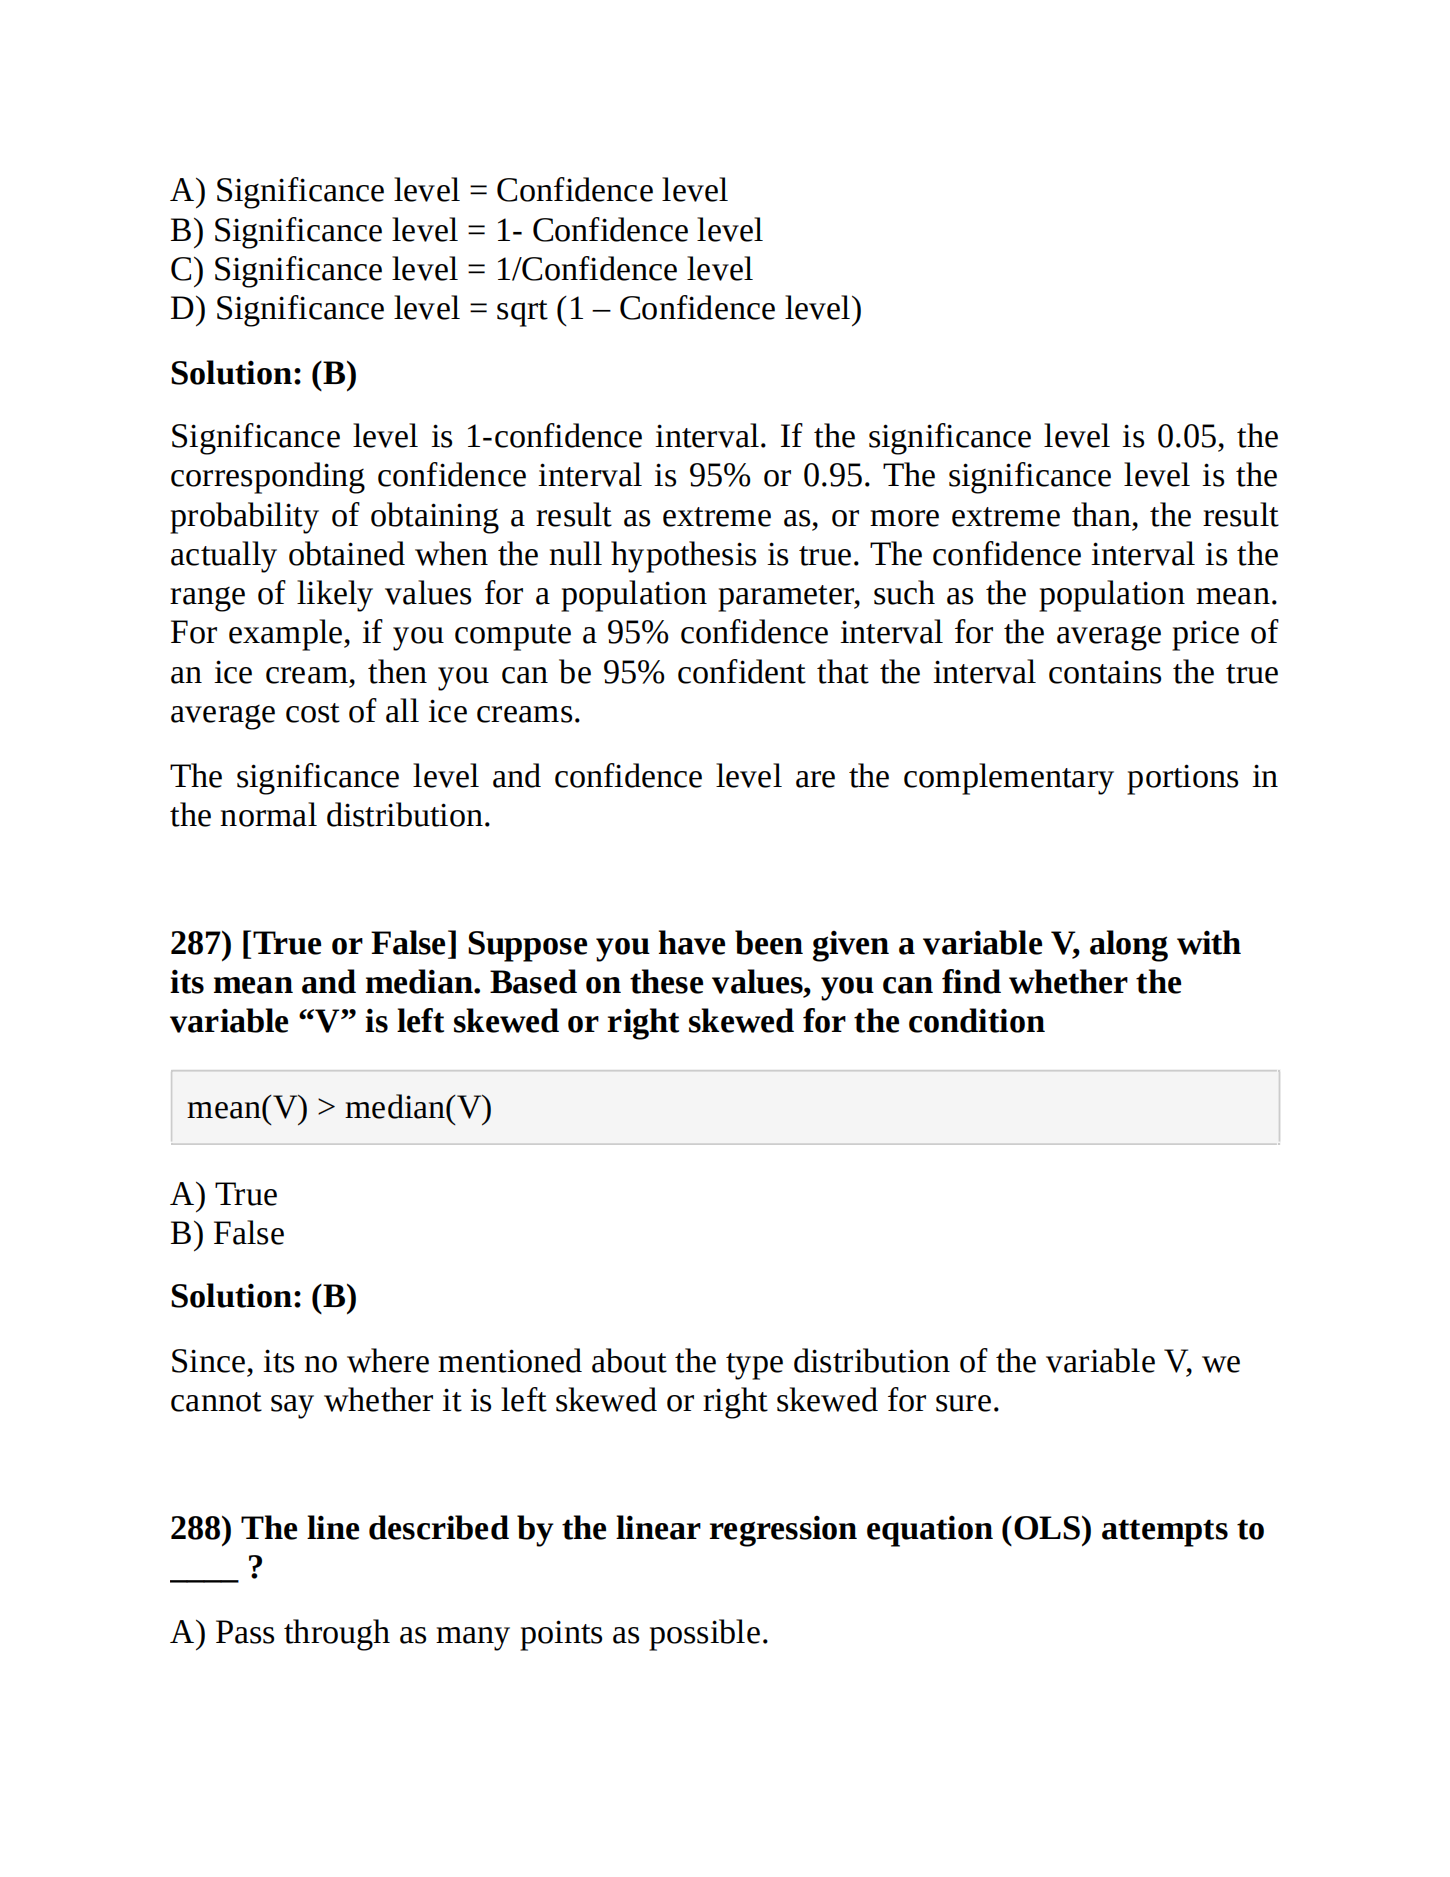 A) Significance level = Confidence level
B) Significance level = 1- Confidence level
C) Significance level = 1/Confidence level
D) Significance level = sqrt (1 – Confidence level)
Solution: (B)
Significance level is 1-confidence interval. If the significance level is 0.05, the
corresponding confidence interval is 95% or 0.95. The significance level is the
probability of obtaining a result as extreme as, or more extreme than, the result
actually obtained when the null hypothesis is true. The confidence interval is the
range of likely values for a population parameter, such as the population mean.
For example, if you compute a 95% confidence interval for the average price of
an ice cream, then you can be 95% confident that the interval contains the true
average cost of all ice creams.
The significance level and confidence level are the complementary portions in
the normal distribution.
287) [True or False] Suppose you have been given a variable V, along with
its mean and median. Based on these values, you can find whether the
variable “V” is left skewed or right skewed for the condition
mean(V) > median(V)
A) True
B) False
Solution: (B)
Since, its no where mentioned about the type distribution of the variable V, we
cannot say whether it is left skewed or right skewed for sure.
288) The line described by the linear regression equation (OLS) attempts to
____ ?
A) Pass through as many points as possible.